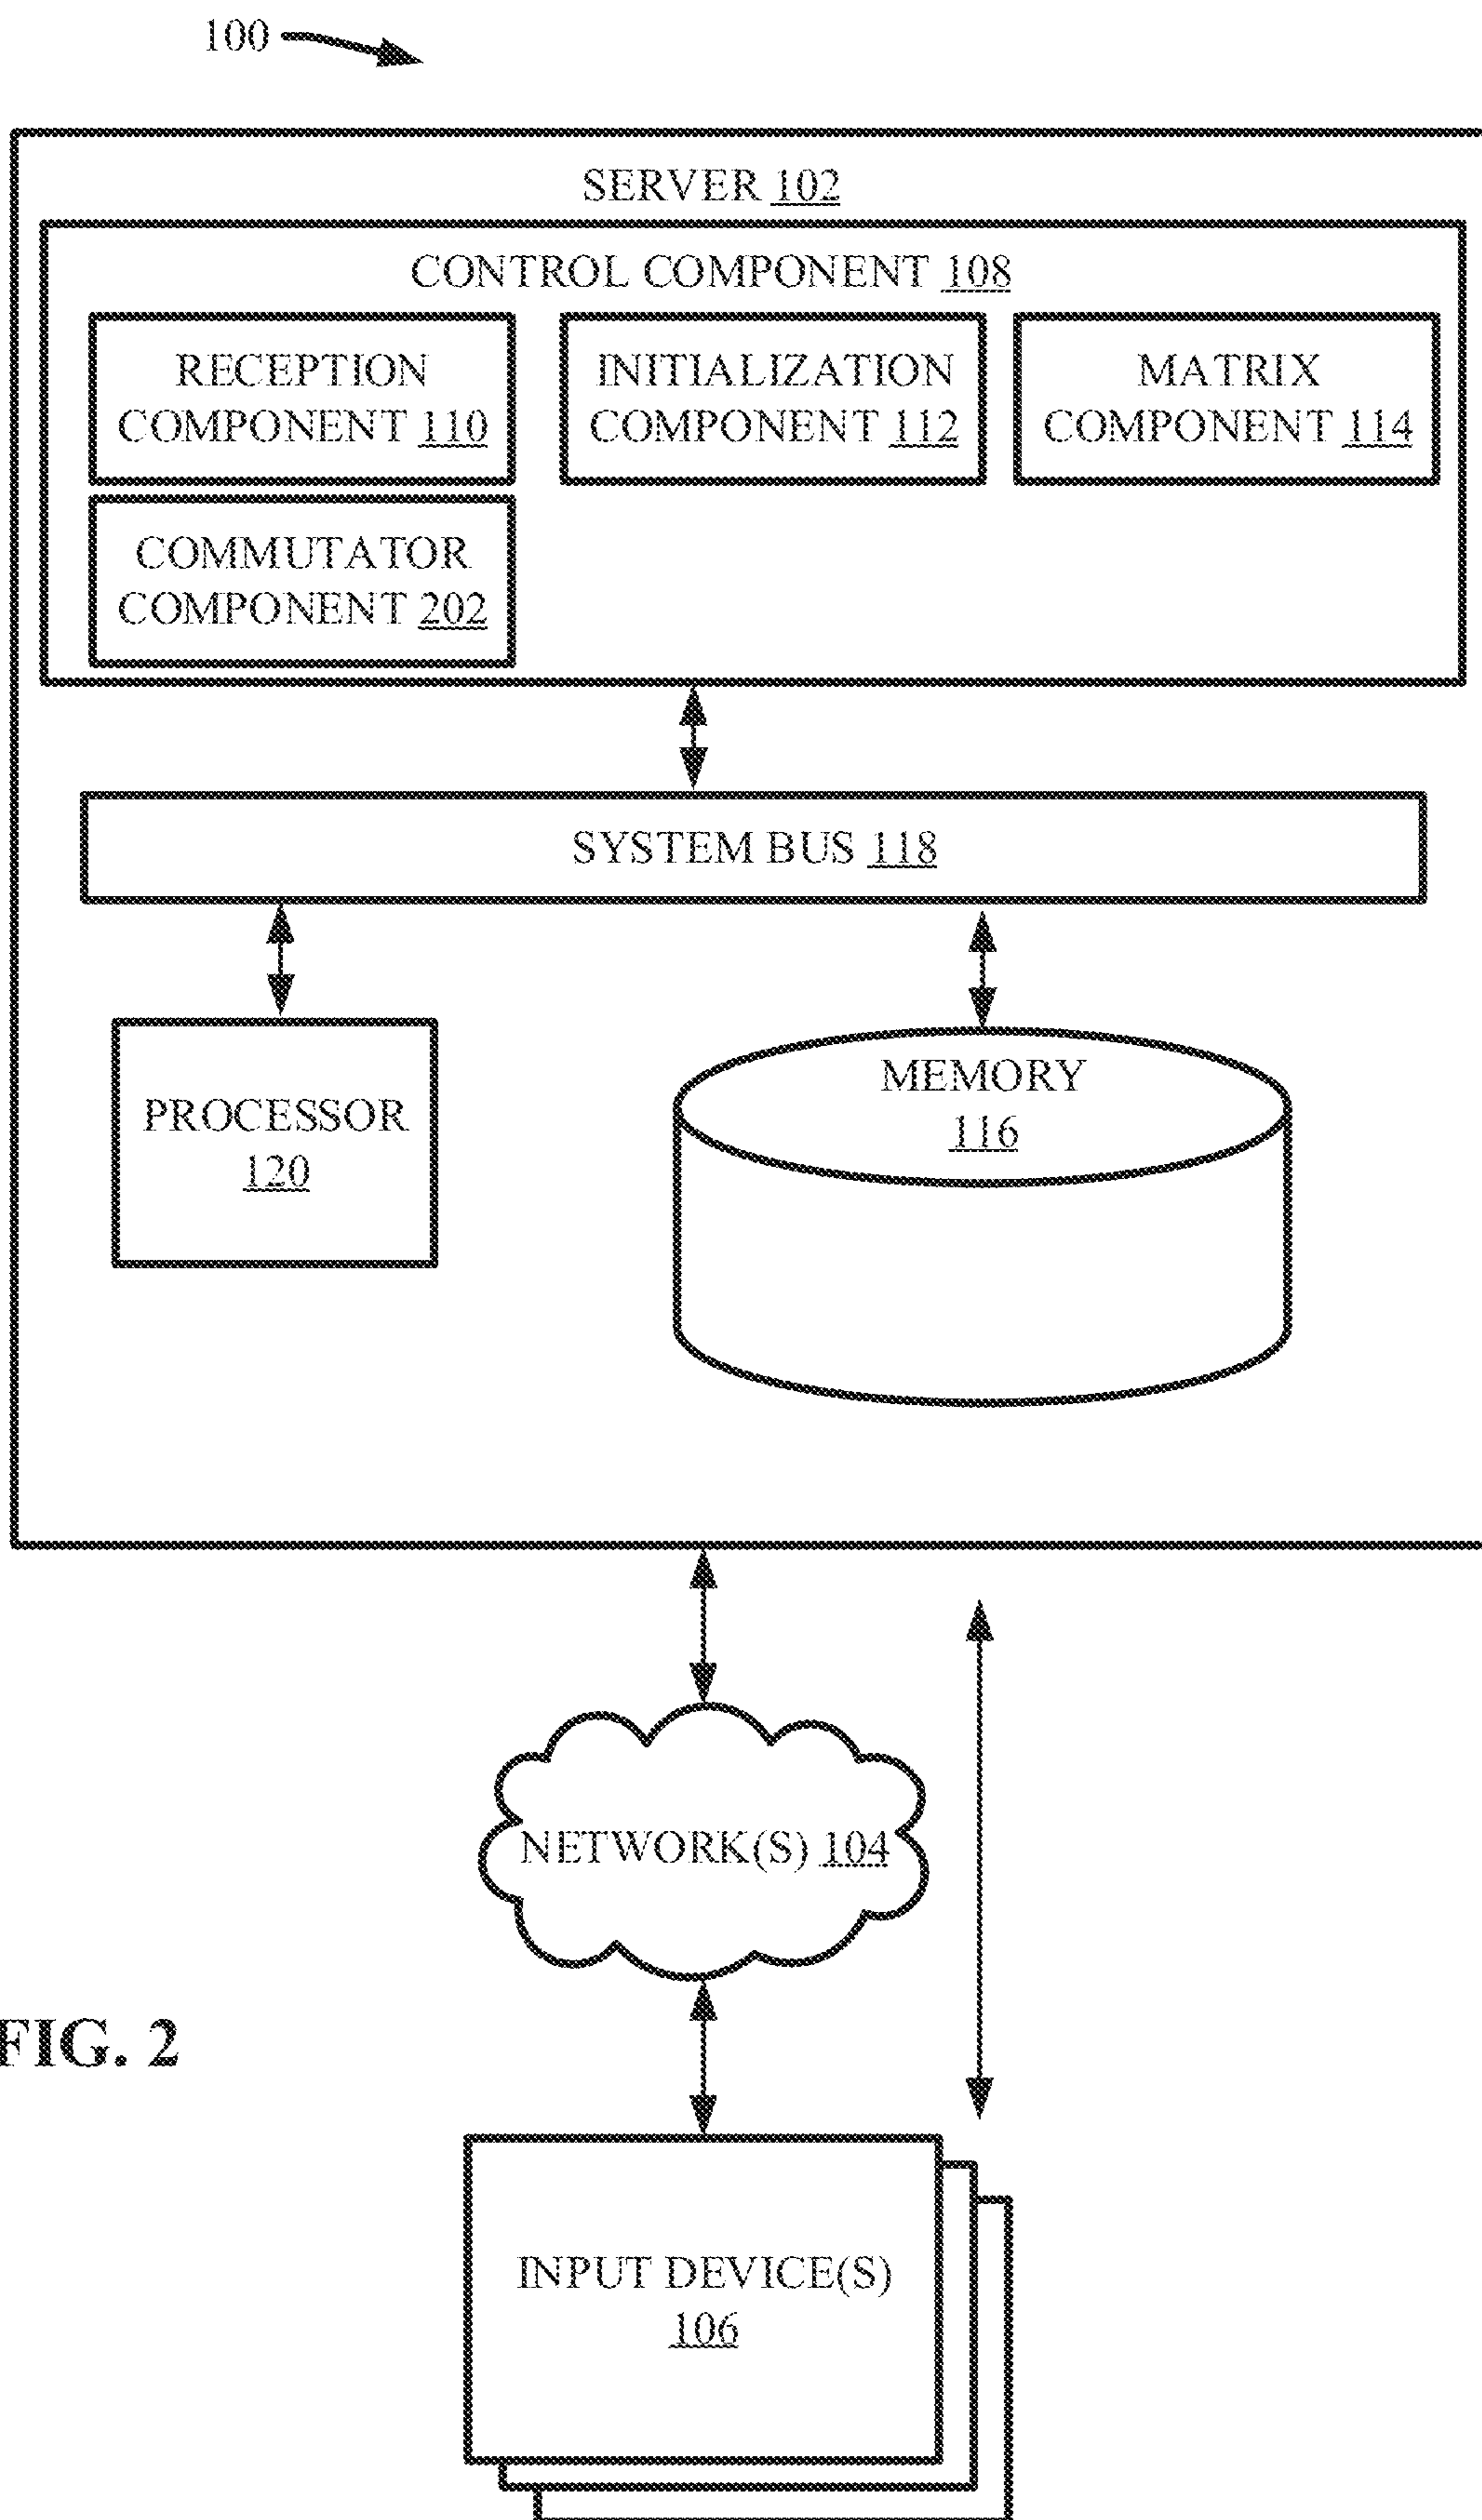 100
SERVER 102
CONTROL COMPONENT 108
RECEPTION
COMPONENT 110
INITIALIZATION
COMPONENT 112
MATRIX
COMPONENT 114
COMMUTATOR
COMPONENT 202
SYSTEM BUS 118
PROCESSOR
120
MEMORY
116
NETWORK(S) 104
FIG. 2
INPUT DEVICE(S)
106